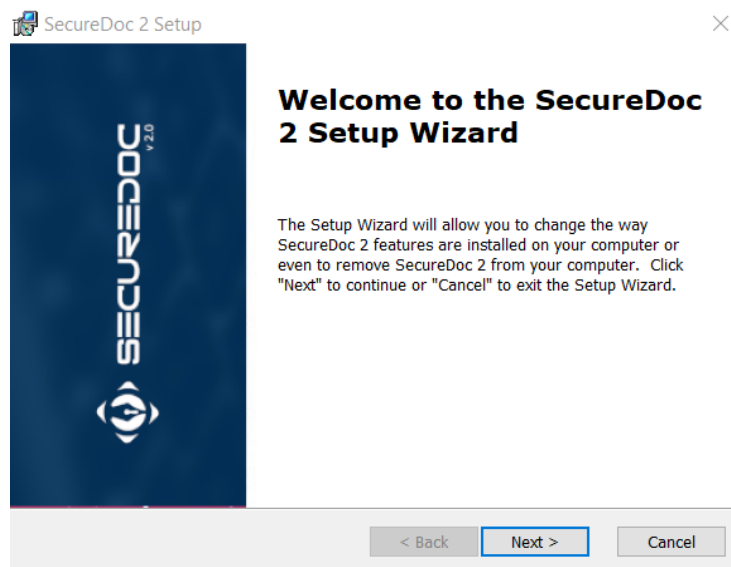 SecureDoc 2 Setup
SECUREDOC
v 2.0
Welcome to the SecureDoc
2 Setup Wizard
The Setup Wizard will allow you to change the way
SecureDoc 2 features are installed on your computer or
even to remove SecureDoc 2 from your computer.  Click
"Next" to continue or "Cancel" to exit the Setup Wizard.
< Back
Next >
Cancel